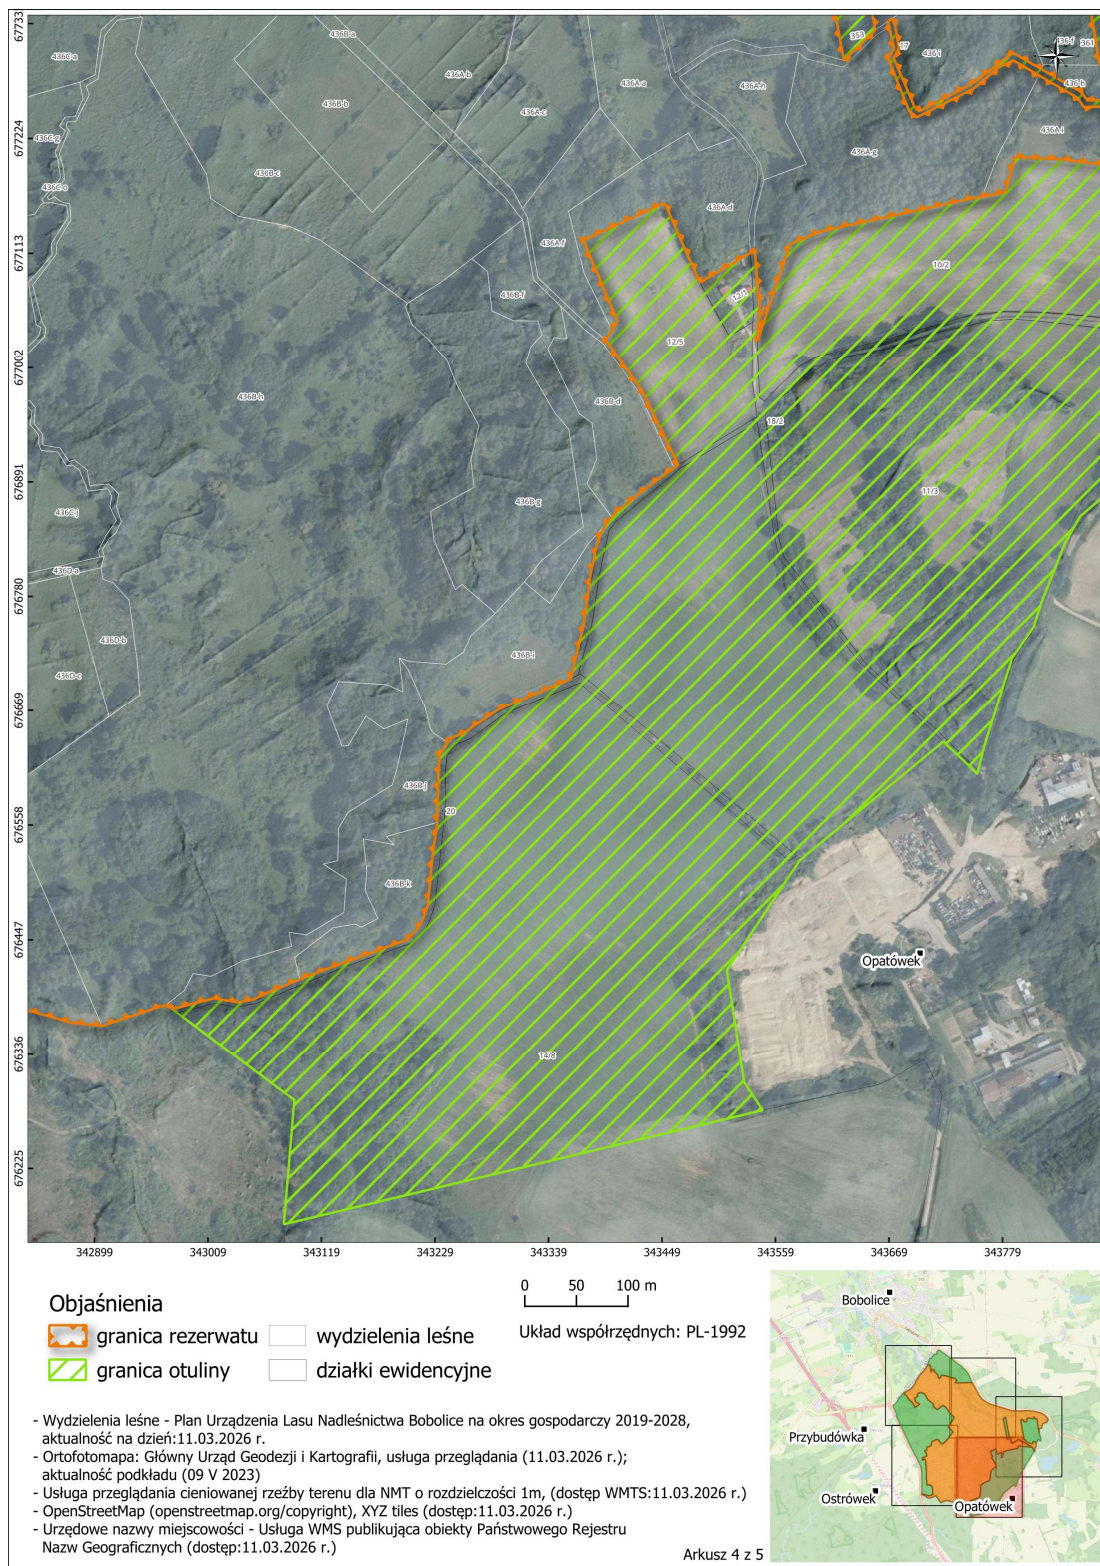 67733
677224
677113
677002
676891
676780
676669
676558
676447
676336
676225
436C-a
436B-a
436A-b
436A-a
436A-h
353
17
436-i
361
436-h
436B-b
436A-c
436C-g
436B-c
436A-g
436A-i
436C-o
436A-d
436A-f
10/2
436B-f
12/1
12/5
436B-h
436B-d
18/2
436B-g
11/3
436C-j
436D-a
436D-b
436B-i
436D-c
436B-j
20
436B-k
Opatówek
14/8
342899 343009 343119 343229 343339 343449 343559 343669 343779
Objaśnienia
granica rezerwatu
wydzielenia leśne
granica otuliny
działki ewidencyjne
0 50 100 m
Układ współrzędnych: PL-1992
- Wydzielenia leśne - Plan Urządzenia Lasu Nadleśnictwa Bobolice na okres gospodarczy 2019-2028,
aktualność na dzień:11.03.2026 r.
- Ortofotomapa: Główny Urząd Geodezji i Kartografii, usługa przeglądania (11.03.2026 r.);
aktualność podkładu (09 V 2023)
- Usługa przeglądania cieniowanej rzeźby terenu dla NMT o rozdzielczości 1m, (dostęp WMTS:11.03.2026 r.)
- OpenStreetMap (openstreetmap.org/copyright), XYZ tiles (dostęp:11.03.2026 r.)
- Urzędowe nazwy miejscowości - Usługa WMS publikująca obiekty Państwowego Rejestru
Nazw Geograficznych (dostęp:11.03.2026 r.)
Arkusz 4 z 5
Bobolice
Przybudówka
Ostrówek
Opatówek